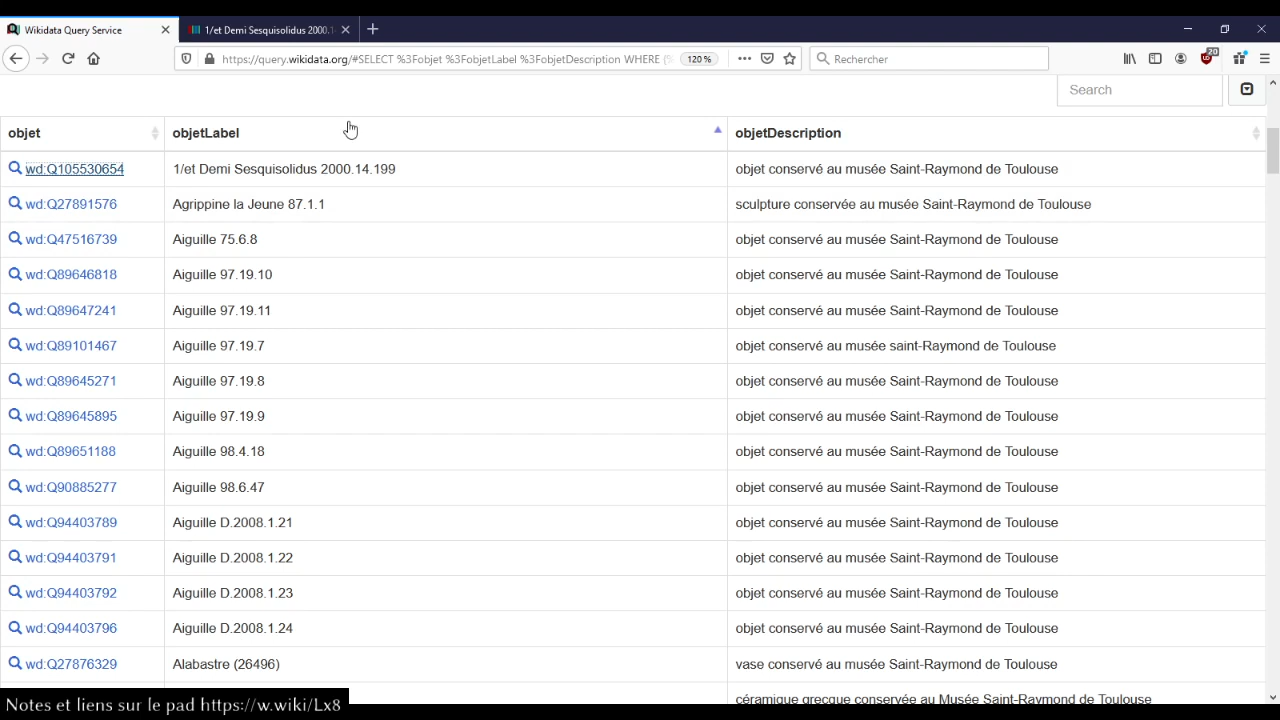 Wikidata Query Service
1/et Demi Sesquisolidus 2000.1
https://query.wikidata.org/#SELECT %3Fobjet %3FobjetLabel %3FobjetDescription WHERE (%
120 %
Rechercher
20
Search
objet objetLabel objetDescription
wd:Q105530654 1/et Demi Sesquisolidus 2000.14.199 objet conservé au musée Saint-Raymond de Toulouse
wd:Q27891576 Agrippine la Jeune 87.1.1 sculpture conservée au musée Saint-Raymond de Toulouse
wd:Q47516739 Aiguille 75.6.8 objet conservé au musée Saint-Raymond de Toulouse
wd:Q89646818 Aiguille 97.19.10 objet conservé au musée Saint-Raymond de Toulouse
wd:Q89647241 Aiguille 97.19.11 objet conservé au musée Saint-Raymond de Toulouse
wd:Q89101467 Aiguille 97.19.7 objet conservé au musée saint-Raymond de Toulouse
wd:Q89645271 Aiguille 97.19.8 objet conservé au musée Saint-Raymond de Toulouse
wd:Q89645895 Aiguille 97.19.9 objet conservé au musée Saint-Raymond de Toulouse
wd:Q89651188 Aiguille 98.4.18 objet conservé au musée Saint-Raymond de Toulouse
wd:Q90885277 Aiguille 98.6.47 objet conservé au musée Saint-Raymond de Toulouse
wd:Q94403789 Aiguille D.2008.1.21 objet conservé au musée Saint-Raymond de Toulouse
wd:Q94403791 Aiguille D.2008.1.22 objet conservé au musée Saint-Raymond de Toulouse
wd:Q94403792 Aiguille D.2008.1.23 objet conservé au musée Saint-Raymond de Toulouse
wd:Q94403796 Aiguille D.2008.1.24 objet conservé au musée Saint-Raymond de Toulouse
wd:Q27876329 Alabastre (26496) vase conservé au musée Saint-Raymond de Toulouse
céramique grecque conservée au Musée Saint-Raymond de Toulouse
Notes et liens sur le pad https://w.wiki/Lx8